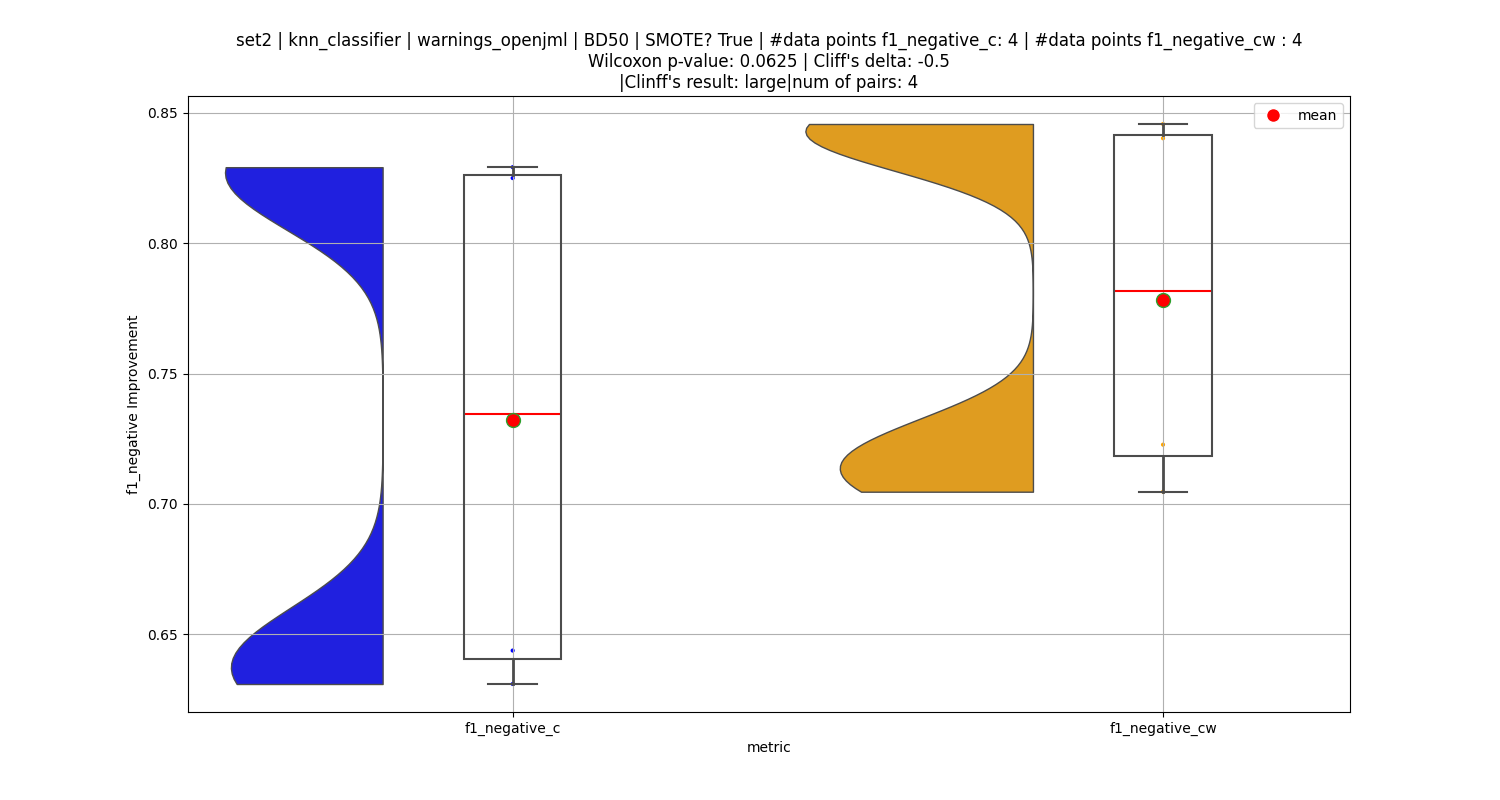 set2 | knn_classifier | warnings_openjml | BD50 | SMOTE? True | #data points f1_negative_c: 4 | #data points f1_negative_cw : 4
Wilcoxon p-value: 0.0625 | Cliff's delta: -0.5
|Clinff's result: large|num of pairs: 4
mean
0.85
0.80
0.75
0.70
0.65
f1_negative Improvement
f1_negative_c
f1_negative_cw
metric